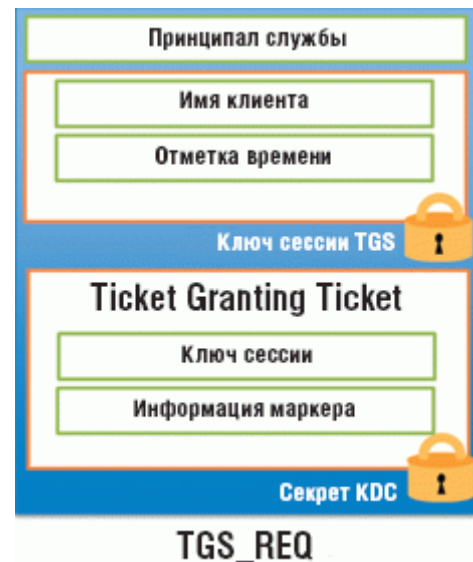 Принципал службы
Имя клиента
Отметка времени
Ключ сессии TGS
Ticket Granting Ticket
Ключ сессии
Информация маркера
Секрет KDC
TGS_REQ